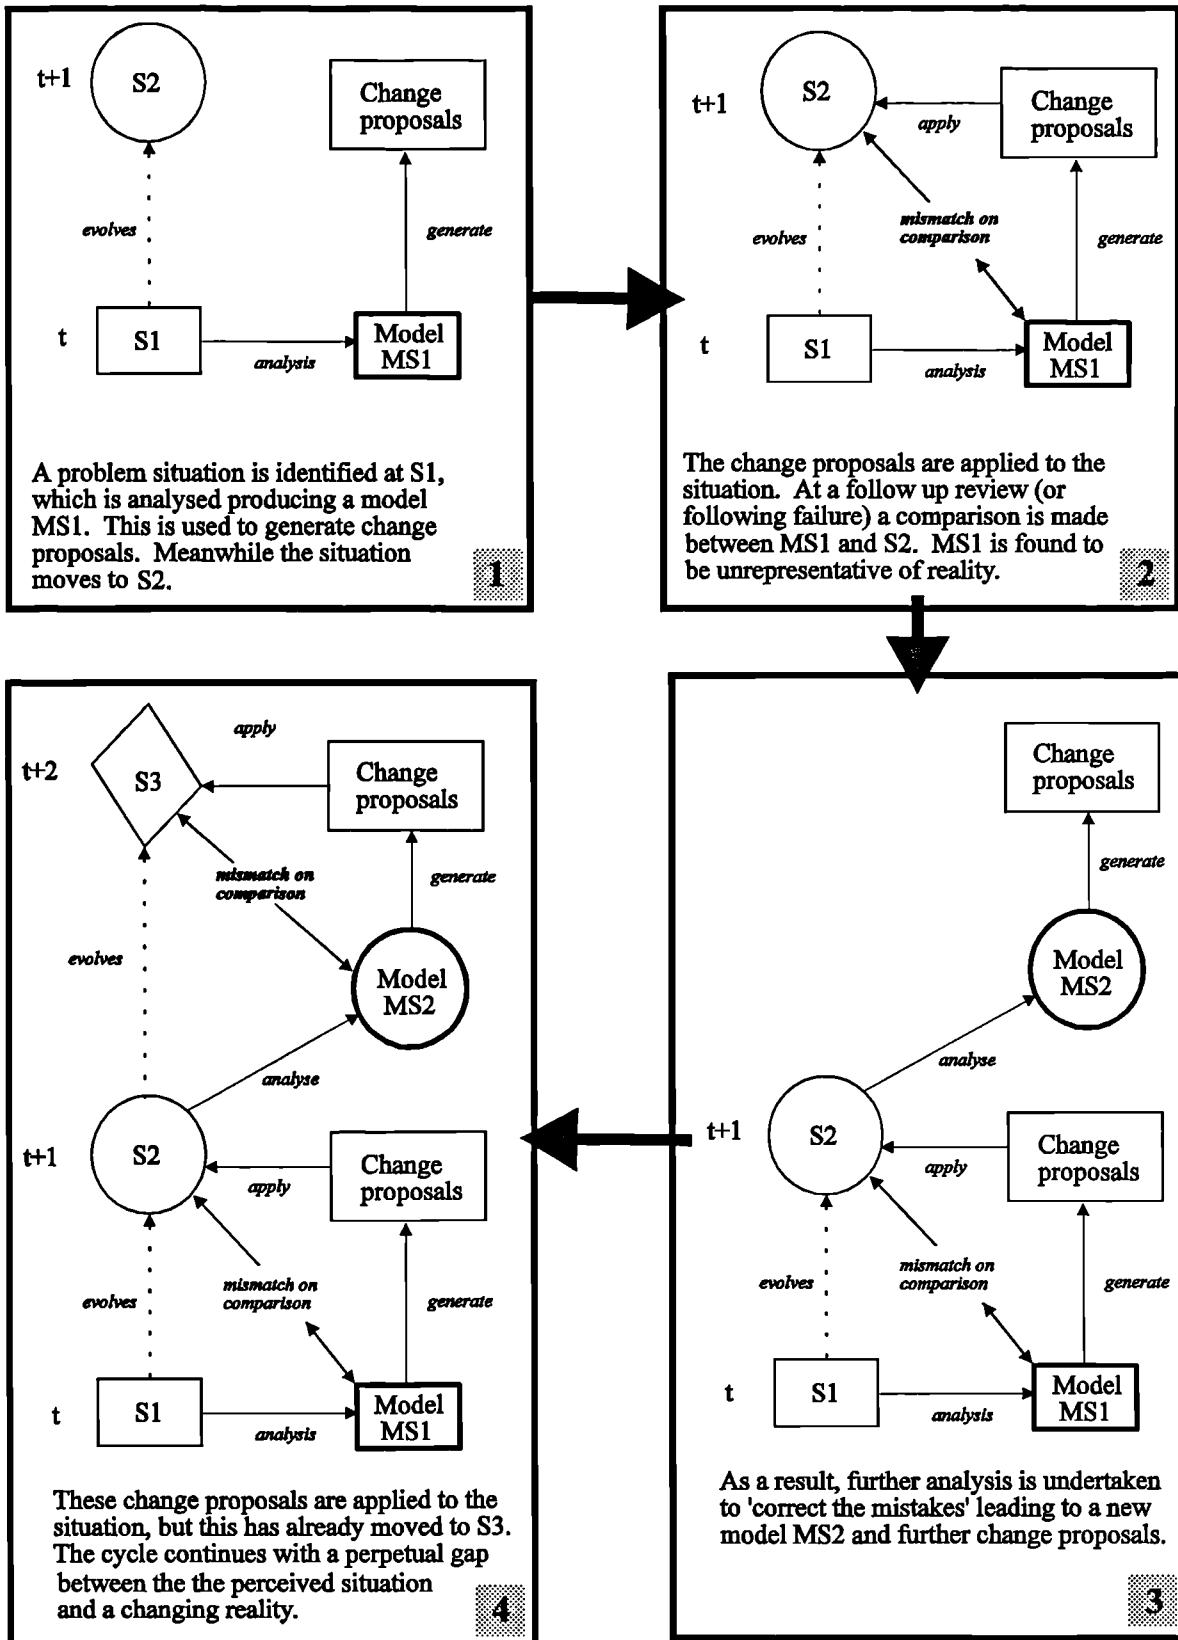 t+1
S2
Change
proposals
evolves
generate
t
S1
analysis
Model
MS1
A problem situation is identified at S1,
which is analysed producing a model
MS1. This is used to generate change
proposals. Meanwhile the situation
moves to S2.
1
t+1
S2
apply
Change
proposals
evolves
mismatch on
comparison
generate
t
S1
analysis
Model
MS1
The change proposals are applied to the
situation. At a follow up review (or
following failure) a comparison is made
between MS1 and S2. MS1 is found to
be unrepresentative of reality.
2
Change
proposals
generate
Model
MS2
analyse
t+1
S2
apply
Change
proposals
evolves
mismatch on
comparison
generate
t
S1
analysis
Model
MS1
As a result, further analysis is undertaken
to 'correct the mistakes' leading to a new
model MS2 and further change proposals.
3
t+2
S3
apply
Change
proposals
mismatch on
comparison
generate
evolves
Model
MS2
analyse
t+1
S2
apply
Change
proposals
evolves
mismatch on
comparison
generate
t
S1
analysis
Model
MS1
These change proposals are applied to the
situation, but this has already moved to S3.
The cycle continues with a perpetual gap
between the the perceived situation
and a changing reality.
4